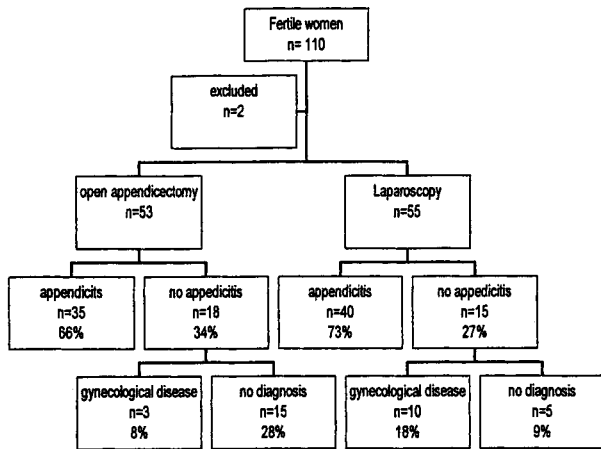 Fertile women
n= 110
excluded
n=2
open appendicectomy
n=53
Laparoscopy
n=55
appendicits
n=35
66%
no appedicitis
n=18
34%
appendicitis
n=40
73%
no appedicitis
n=15
27%
gynecological disease
n=3
8%
no diagnosis
n=15
28%
gynecological disease
n=10
18%
no diagnosis
n=5
9%